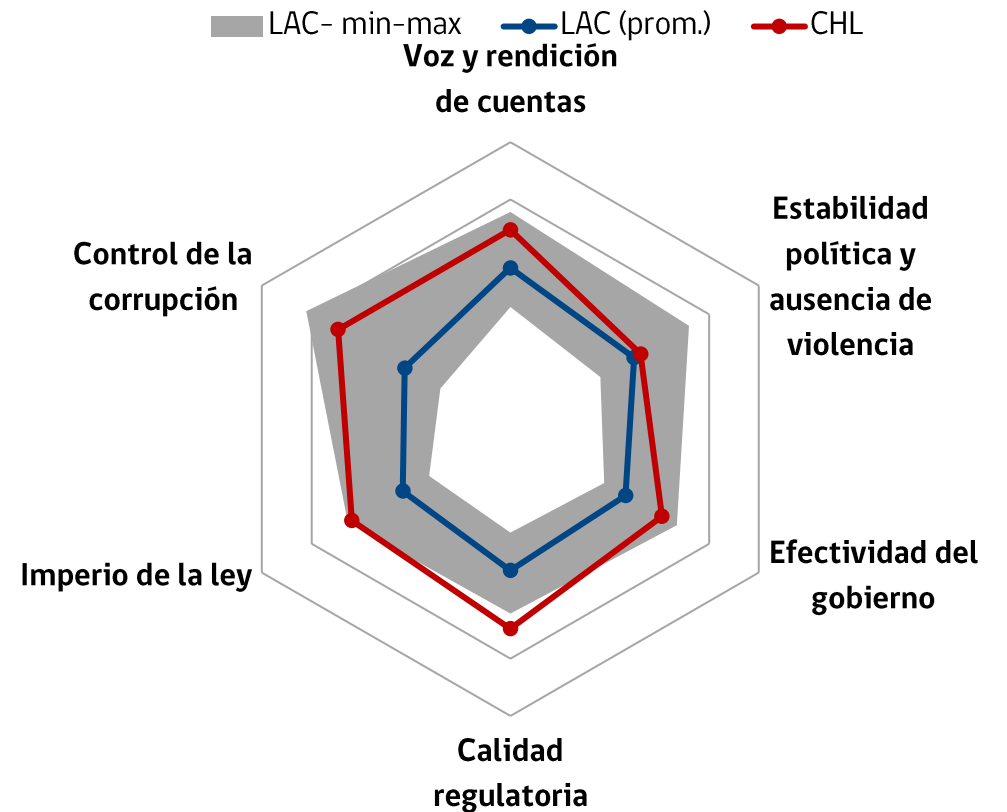 LAC- min-max LAC (prom.) CHL
Voz y rendición
de cuentas
Estabilidad
política y
ausencia de
violencia
Control de la
corrupción
Imperio de la ley
Efectividad del
gobierno
Calidad
regulatoria